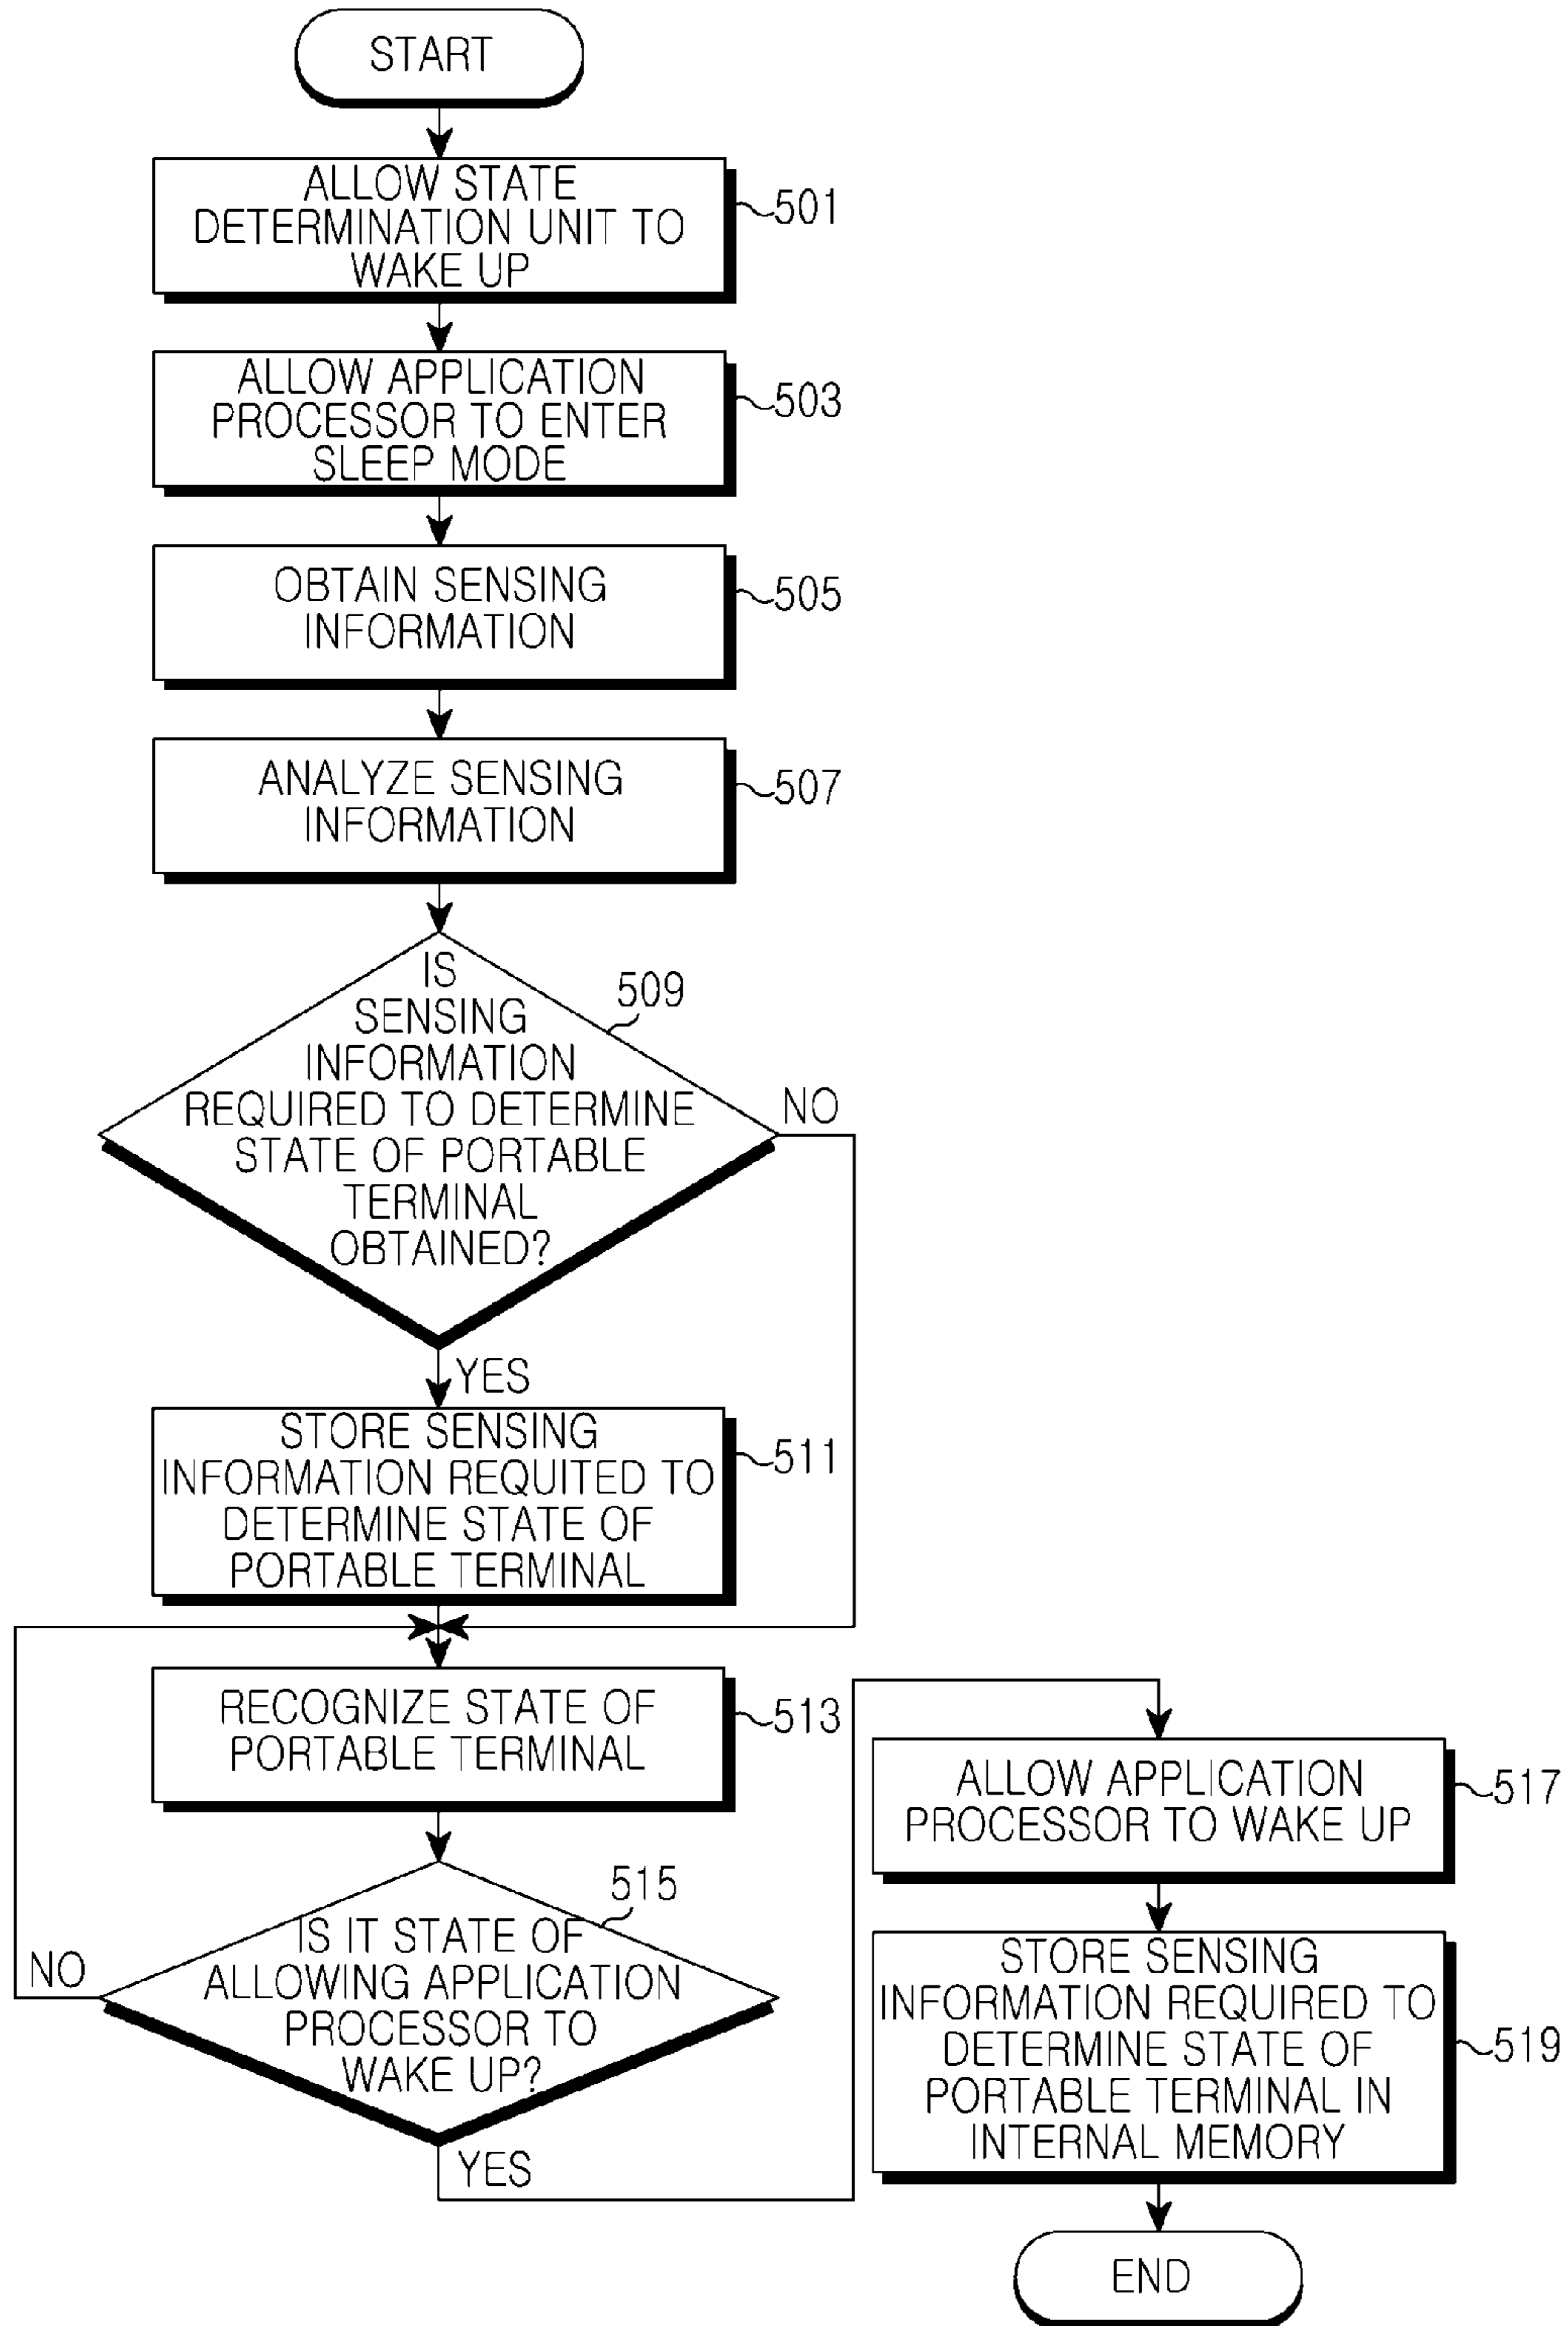 START
ALLOW STATE
DETERMINATION UNIT TO
WAKE UP
501
ALLOW APPLICATION
PROCESSOR TO ENTER
SLEEP MODE
503
OBTAIN SENSING
INFORMATION
505
ANALYZE SENSING
INFORMATION
507
IS
SENSING
INFORMATION
REQUIRED TO DETERMINE
STATE OF PORTABLE
TERMINAL
OBTAINED?
509
NO
YES
STORE SENSING
INFORMATION REQUITED TO
DETERMINE STATE OF
PORTABLE TERMINAL
511
RECOGNIZE STATE OF
PORTABLE TERMINAL
513
IS IT STATE OF
ALLOWING APPLICATION
PROCESSOR TO
WAKE UP?
515
NO
YES
ALLOW APPLICATION
PROCESSOR TO WAKE UP
517
STORE SENSING
INFORMATION REQUIRED TO
DETERMINE STATE OF
PORTABLE TERMINAL IN
INTERNAL MEMORY
519
END